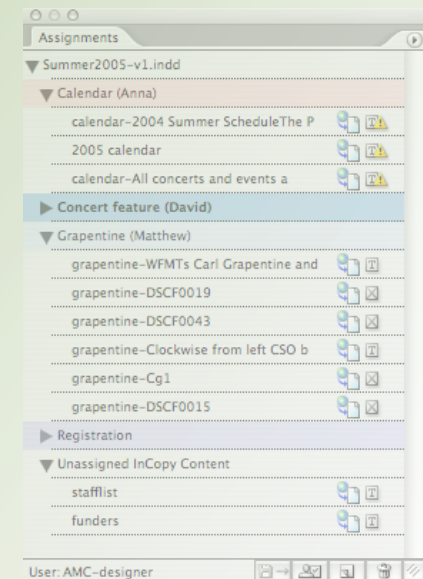 Assignments
Summer2005-v1.indd
Calendar (Anna)
calendar-2004 Summer ScheduleThe P
2005 calendar
calendar-All concerts and events a
Concert feature (David)
Grapentine (Matthew)
grapentine-WFMTs Carl Grapentine and
grapentine-DSCF0019
grapentine-DSCF0043
grapentine-Clockwise from left CSO b
grapentine-Cg1
grapentine-DSCF0015
Registration
Unassigned InCopy Content
stafflist
funders
User: AMC-designer